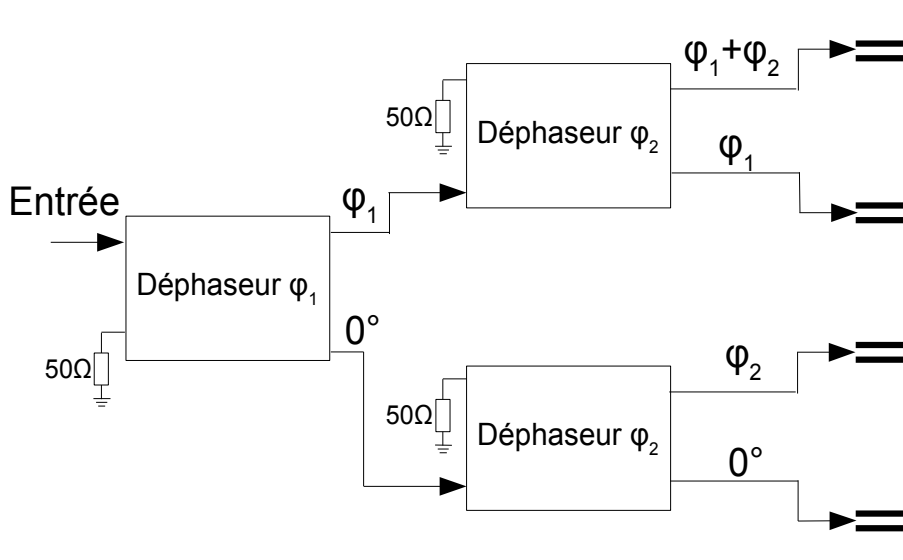 Entrée
Déphaseur φ₁
50Ω
φ₁
0°
50Ω
Déphaseur φ₂
φ₁+φ₂
φ₁
50Ω
Déphaseur φ₂
φ₂
0°